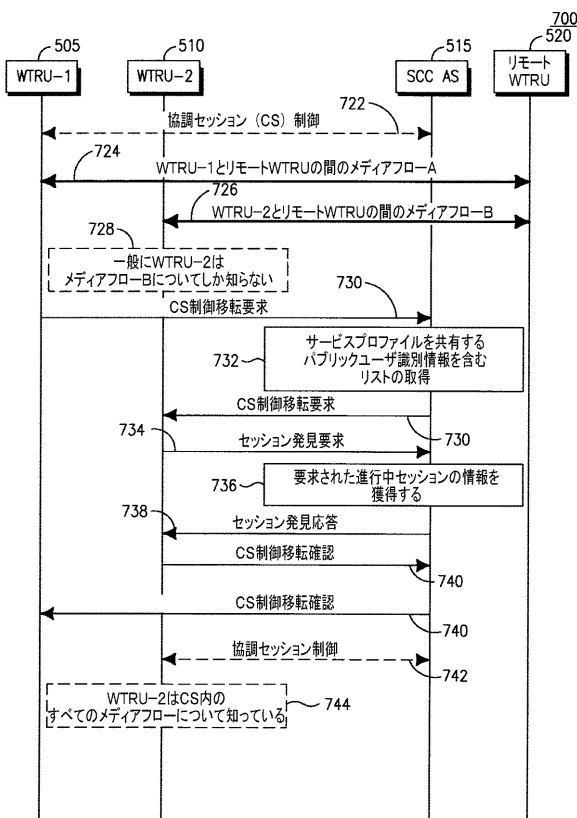 700
505
510
515
520
WTRU-1
WTRU-2
SCC AS
リモート
WTRU
協調セッション（CS）制御
722
724
WTRU-1とリモートWTRUの間のメディアフローA
726
WTRU-2とリモートWTRUの間のメディアフローB
728
一般にWTRU-2は
メディアフローBについてしか知らない
CS制御移転要求
730
732
サービスプロファイルを共有する
パブリックユーザ識別情報を含む
リストの取得
CS制御移転要求
730
734
セッション発見要求
736
要求された進行中セッションの情報を
獲得する
738
セッション発見応答
CS制御移転確認
740
CS制御移転確認
740
協調セッション制御
742
WTRU-2はCS内の
すべてのメディアフローについて知っている
744